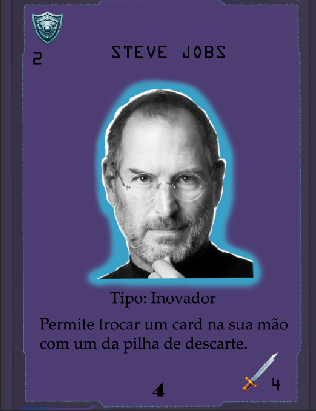 2
STEVE JOBS
Tipo: Inovador
Permite trocar um card na sua mão
com um da pilha de descarte.
4
4